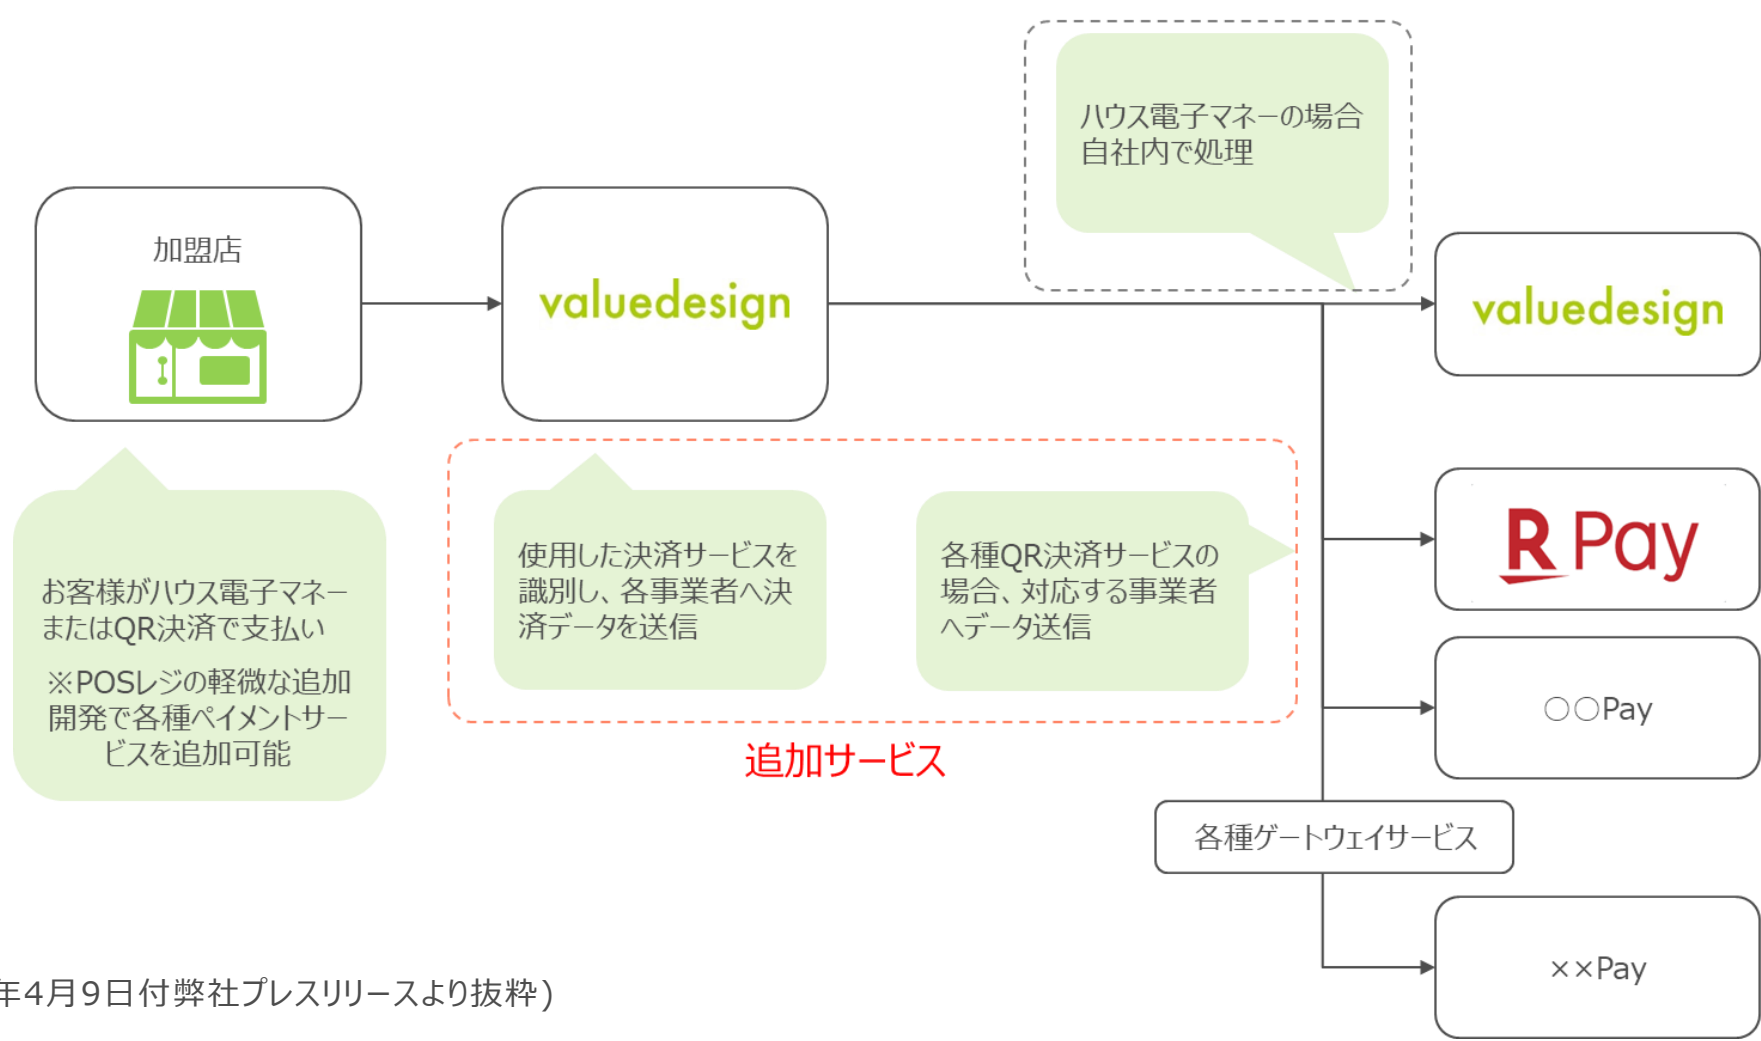 ハウス電子マネーの場合
自社内で処理
加盟店
valuedesign
valuedesign
お客様がハウス電子マネー
またはQR決済で支払い
※POSレジの軽微な追加
開発で各種ペイメントサー
ビスを追加可能
使用した決済サービスを
識別し、各事業者へ決
済データを送信
各種QR決済サービスの
場合、対応する事業者
へデータ送信
追加サービス
R Pay
○○Pay
各種ゲートウェイサービス
××Pay
年4月9日付弊社プレスリリースより抜粋)